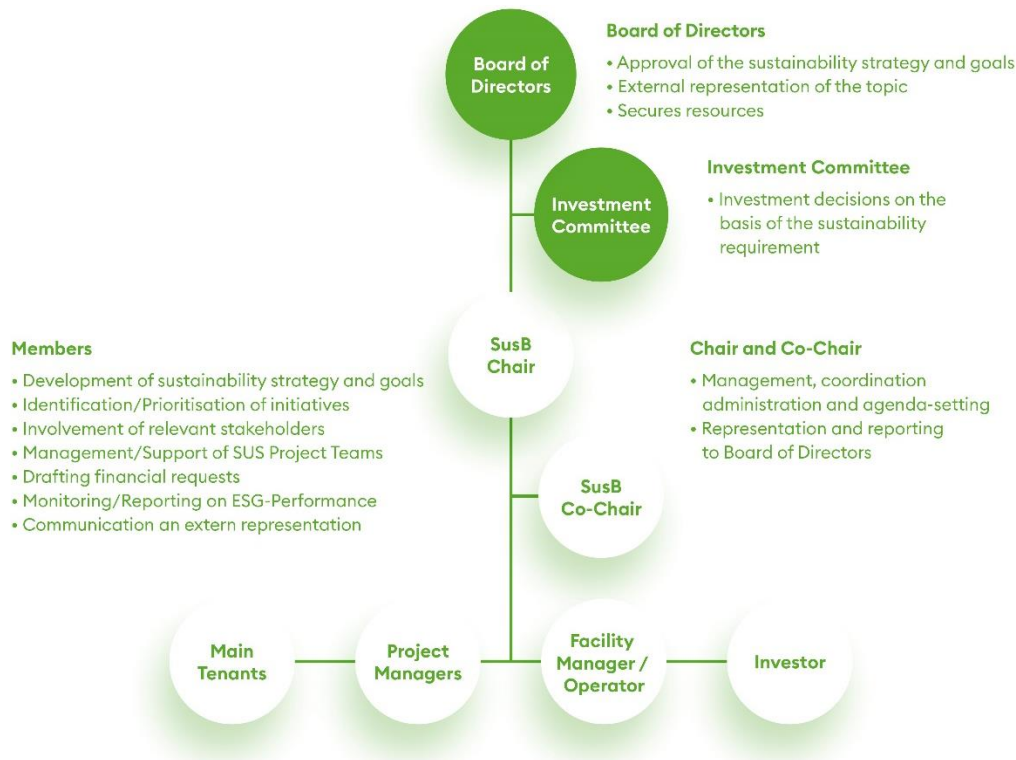 Board of
Directors
Board of Directors
• Approval of the sustainability strategy and goals
• External representation of the topic
• Secures resources
Investment
Committee
Investment Committee
• Investment decisions on the
basis of the sustainability
requirement
SusB
Chair
Members
• Development of sustainability strategy and goals
• Identification/Prioritisation of initiatives
• Involvement of relevant stakeholders
• Management/Support of SUS Project Teams
• Drafting financial requests
• Monitoring/Reporting on ESG-Performance
• Communication an extern representation
Chair and Co-Chair
• Management, coordination
administration and agenda-setting
• Representation and reporting
to Board of Directors
SusB
Co-Chair
Main
Tenants
Project
Managers
Facility
Manager /
Operator
Investor